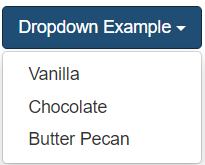 Dropdown Example
Vanilla
Chocolate
Butter Pecan